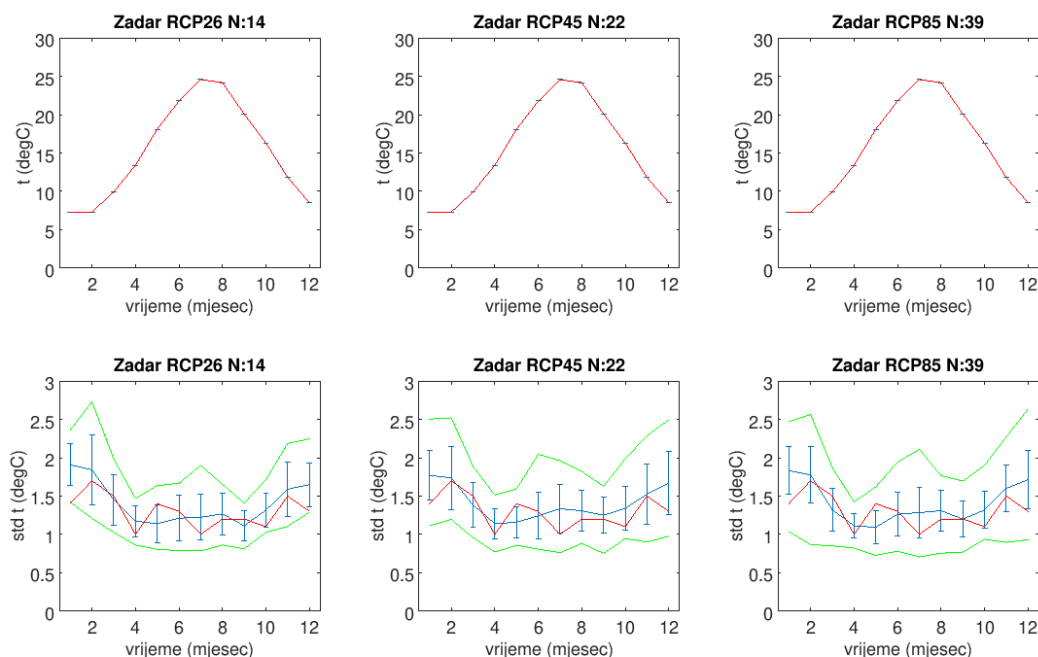 Zadar RCP26 N:14
30
25
20
15
10
5
0
t (degC)
2 4 6 8 10 12
vrijeme (mjesec)
Zadar RCP45 N:22
30
25
20
15
10
5
0
t (degC)
2 4 6 8 10 12
vrijeme (mjesec)
Zadar RCP85 N:39
30
25
20
15
10
5
0
t (degC)
2 4 6 8 10 12
vrijeme (mjesec)
Zadar RCP26 N:14
3
2.5
2
1.5
1
0.5
0
std t (degC)
2 4 6 8 10 12
vrijeme (mjesec)
Zadar RCP45 N:22
3
2.5
2
1.5
1
0.5
0
std t (degC)
2 4 6 8 10 12
vrijeme (mjesec)
Zadar RCP85 N:39
3
2.5
2
1.5
1
0.5
0
std t (degC)
2 4 6 8 10 12
vrijeme (mjesec)